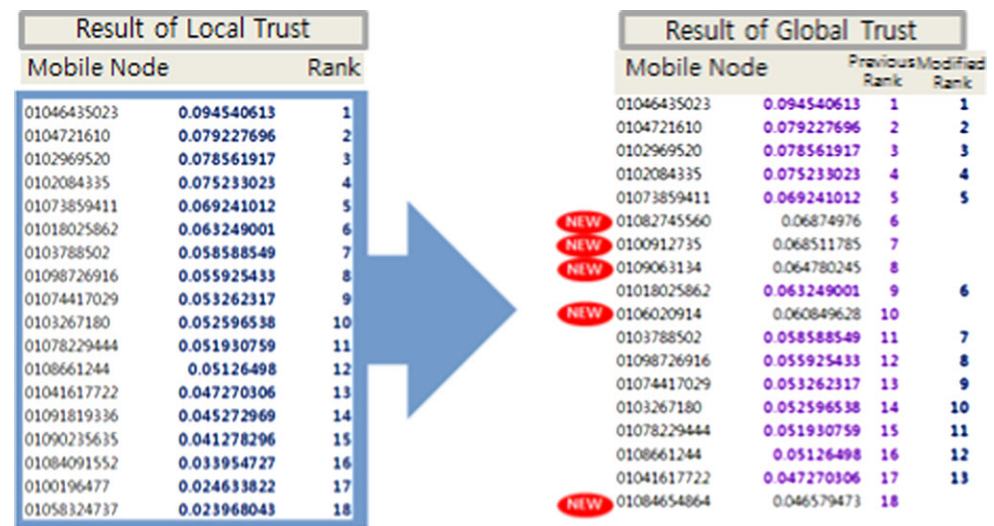 Result of Local Trust
Mobile Node Rank
01046435023 0.094540613 1
0104721610 0.079227696 2
0102969520 0.078561917 3
0102084335 0.075233023 4
01073859411 0.069241012 5
01018025862 0.063249001 6
0103788502 0.058588549 7
01098726916 0.055925433 8
01074417029 0.053262317 9
0103267180 0.052596538 10
01078229444 0.051930759 11
0108661244 0.05126498 12
01041617722 0.047270306 13
01091819336 0.045272969 14
01090235635 0.041278296 15
01084091552 0.033954727 16
0100196477 0.024633822 17
01058324737 0.023968043 18
Result of Global Trust
Mobile Node Previous Rank Modified Rank
01046435023 0.094540613 1 1
0104721610 0.079227696 2 2
0102969520 0.078561917 3 3
0102084335 0.075233023 4 4
01073859411 0.069241012 5 5
NEW 01082745560 0.06874976 6
NEW 0100912735 0.068511785 7
NEW 0109063134 0.064780245 8
01018025862 0.063249001 9 6
NEW 0106020914 0.060849628 10
0103788502 0.058588549 11 7
01098726916 0.055925433 12 8
01074417029 0.053262317 13 9
0103267180 0.052596538 14 10
01078229444 0.051930759 15 11
0108661244 0.05126498 16 12
01041617722 0.047270306 17 13
NEW 01084654864 0.046579473 18